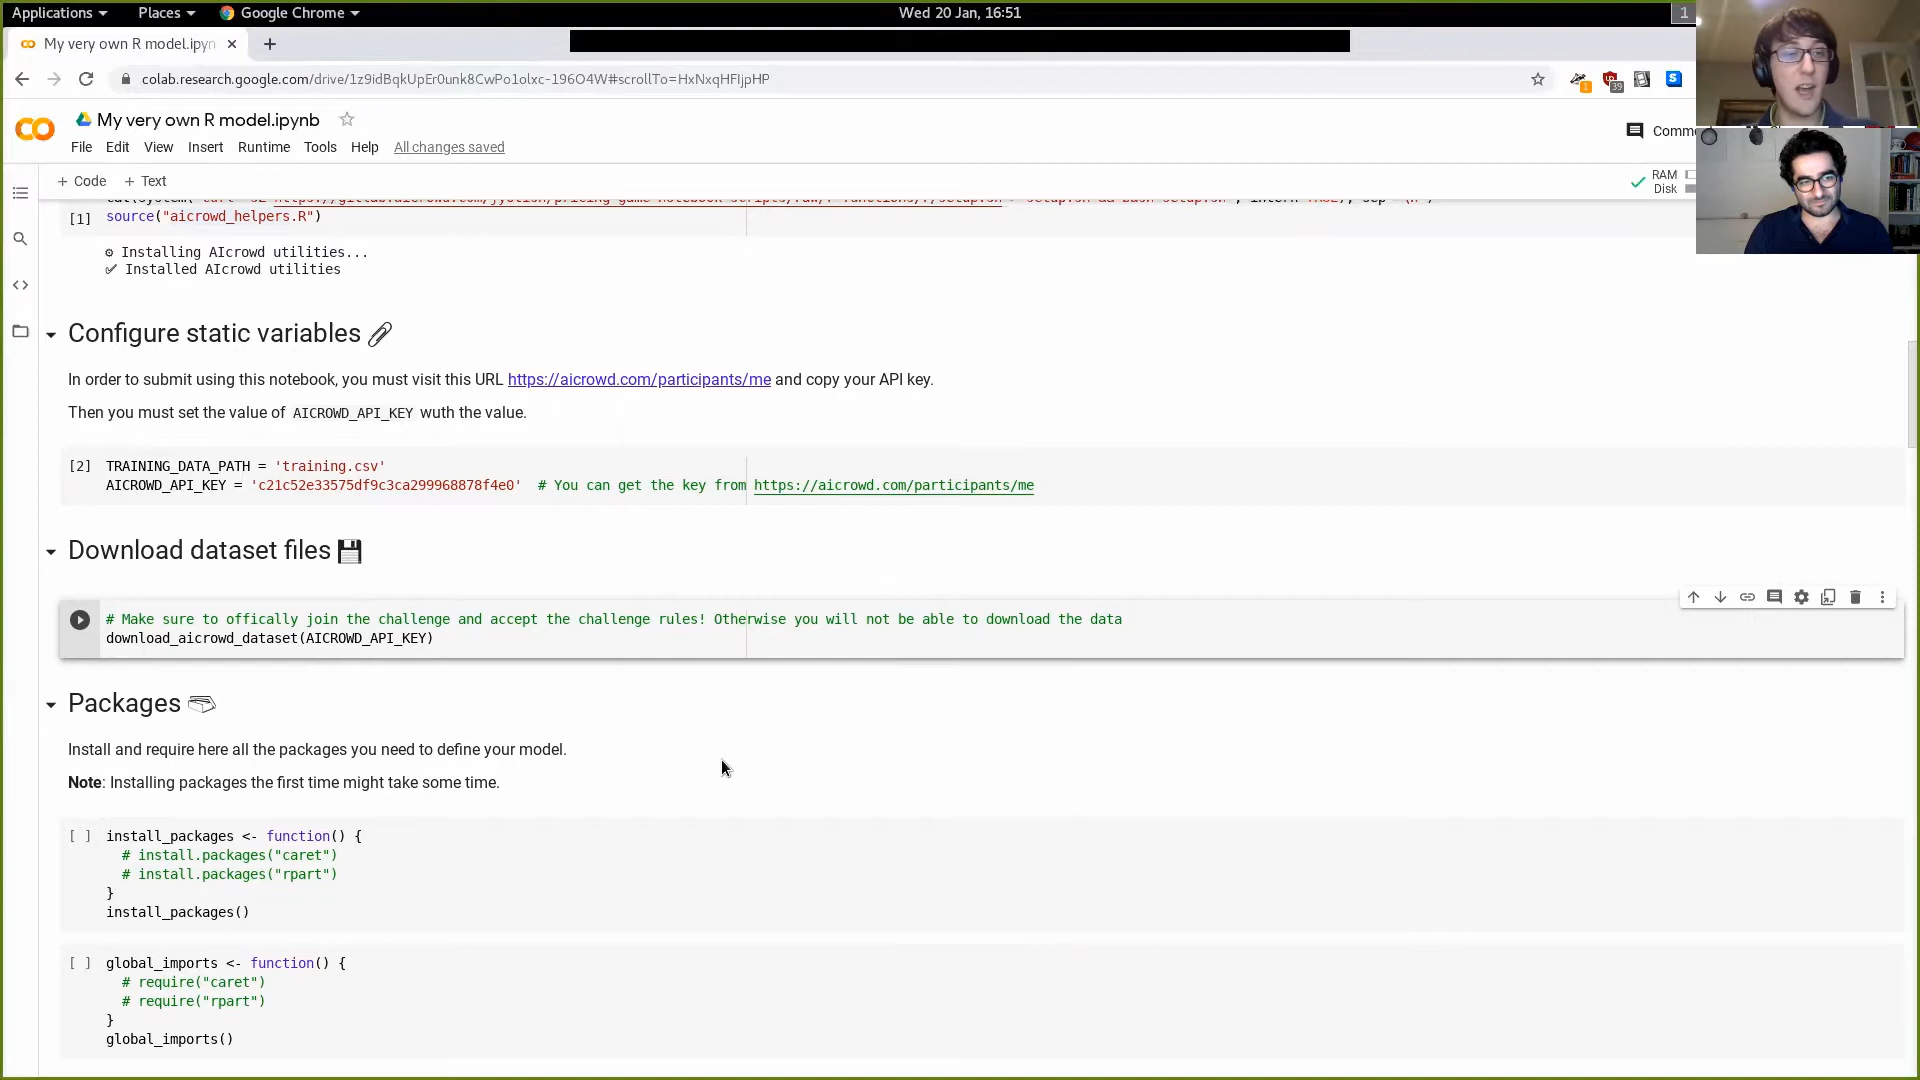 Applications
Places
Google Chrome
Wed 20 Jan, 16:51
1
My very own R model.ipyn
colab.research.google.com/drive/1z9idBqkUpEr0unk8CwPo1olxc-196O4W#scrollTo=HxNxqHFIjpHP
1
39
S
My very own R model.ipynb
Comme
File Edit View Insert Runtime Tools Help All changes saved
+ Code + Text
RAM
Disk
[1] source("aicrowd_helpers.R")
Installing AIcrowd utilities...
Installed AIcrowd utilities
Configure static variables
In order to submit using this notebook, you must visit this URL https://aicrowd.com/participants/me and copy your API key.
Then you must set the value of AICROWD_API_KEY wuth the value.
[2] TRAINING_DATA_PATH = 'training.csv'
AICROWD_API_KEY = 'c21c52e33575df9c3ca299968878f4e0' # You can get the key from https://aicrowd.com/participants/me
Download dataset files
# Make sure to offically join the challenge and accept the challenge rules! Otherwise you will not be able to download the data
download_aicrowd_dataset(AICROWD_API_KEY)
Packages
Install and require here all the packages you need to define your model.
Note: Installing packages the first time might take some time.
[ ] install_packages <- function() {
# install.packages("caret")
# install.packages("rpart")
}
install_packages()
[ ] global_imports <- function() {
# require("caret")
# require("rpart")
}
global_imports()